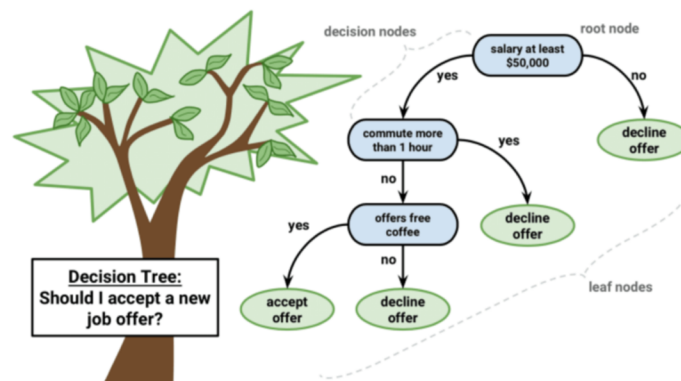 decision nodes
root node
salary at least
$50,000
yes
no
decline
offer
commute more
than 1 hour
yes
no
decline
offer
offers free
coffee
yes
no
accept
offer
decline
offer
leaf nodes
Decision Tree:
Should I accept a new
job offer?